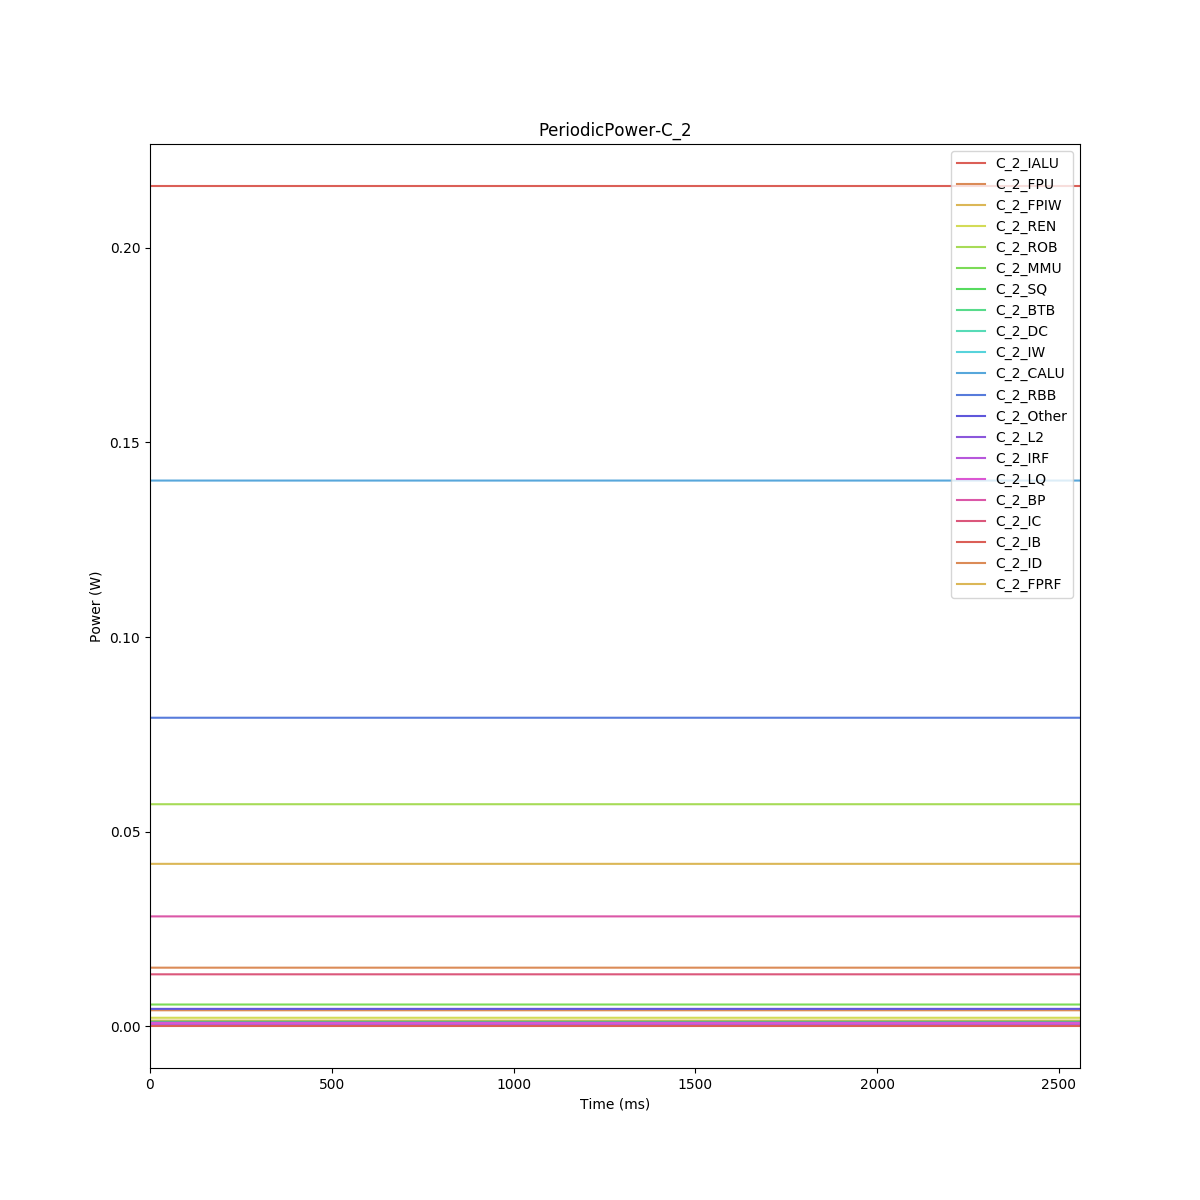 PeriodicPower-C_2
C_2_IALU
C_2_FPU
C_2_FPIW
C_2_REN
C_2_ROB
C_2_MMU
C_2_SQ
C_2_BTB
C_2_DC
C_2_IW
C_2_CALU
C_2_RBB
C_2_Other
C_2_L2
C_2_IRF
C_2_LQ
C_2_BP
C_2_IC
C_2_IB
C_2_ID
C_2_FPRF
Power (W)
0.20
0.15
0.10
0.05
0.00
0 500 1000 1500 2000 2500
Time (ms)